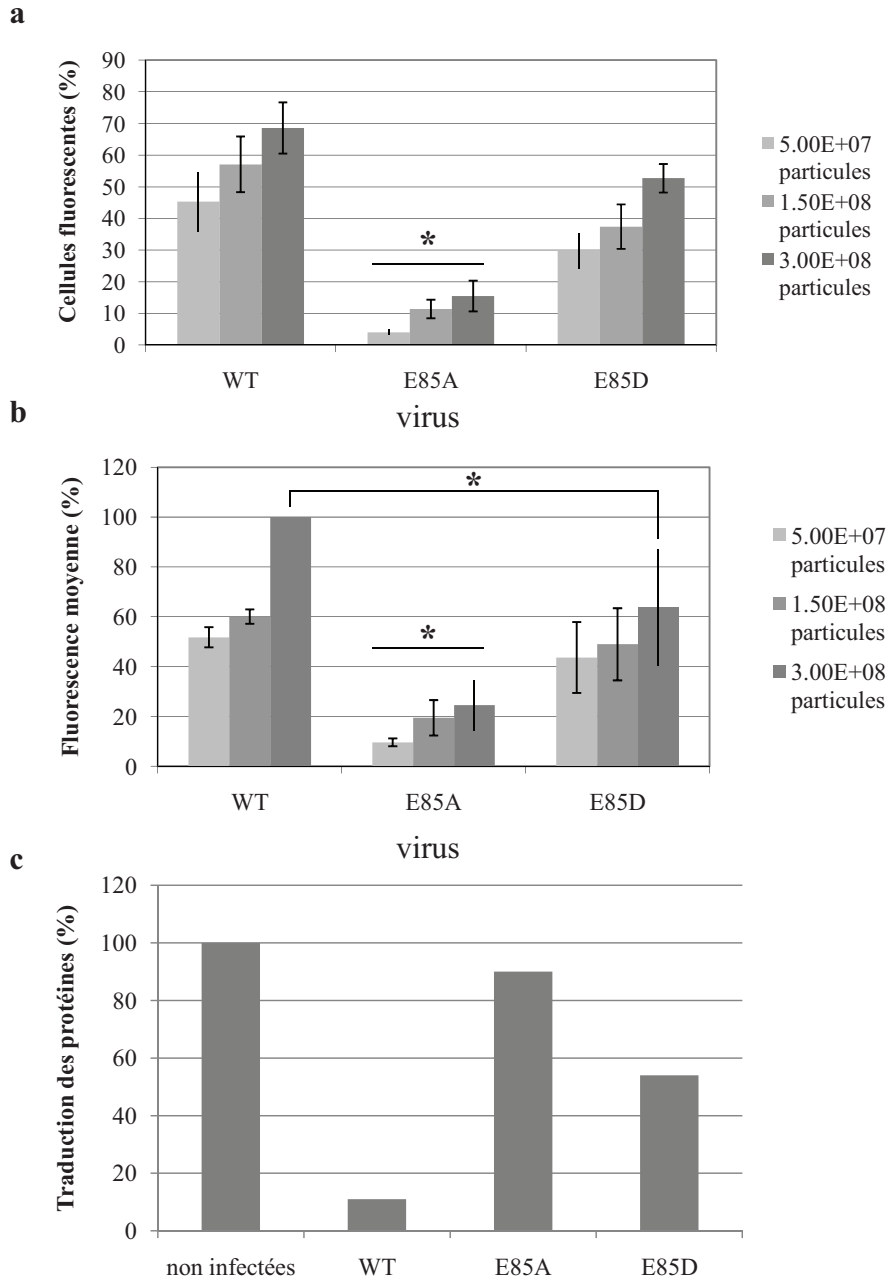 a
Cellules fluorescentes (%)
90
80
70
60
50
40
30
20
10
0
*
WT
E85A
E85D
virus
5.00E+07
particules
1.50E+08
particules
3.00E+08
particules
b
Fluorescence moyenne (%)
120
100
80
60
40
20
0
*
*
WT
E85A
E85D
virus
5.00E+07
particules
1.50E+08
particules
3.00E+08
particules
c
Traduction des protéines (%)
120
100
80
60
40
20
0
non infectées
WT
E85A
E85D